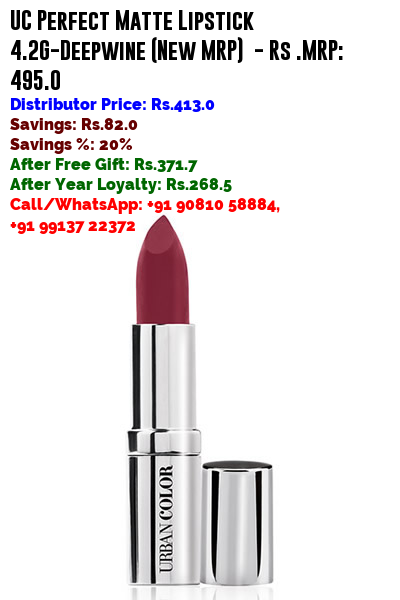 UC Perfect Matte Lipstick
4.2G-Deepwine (New MRP) - Rs .MRP:
495.0
Distributor Price: Rs.413.0
Savings: Rs.82.0
Savings %: 20%
After Free Gift: Rs.371.7
After Year Loyalty: Rs.268.5
Call/WhatsApp: +91 90810 58884,
+91 99137 22372
URBAN COLOR